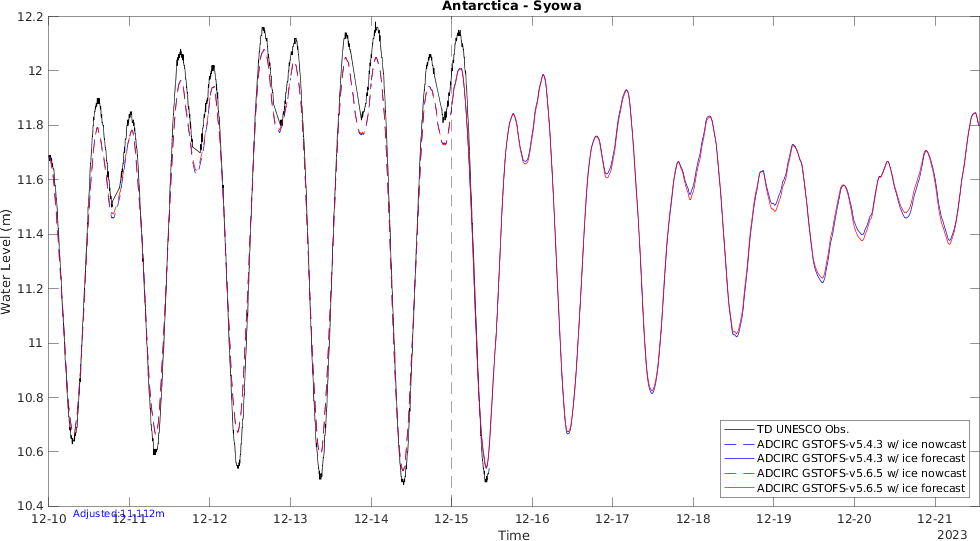 Antarctica - Syowa
12.2
12
11.8
11.6
11.4
11.2
11
10.8
10.6
10.4
Water Level (m)
TD UNESCO Obs.
ADCIRC GSTOFS-v5.4.3 w/ ice nowcast
ADCIRC GSTOFS-v5.4.3 w/ ice forecast
ADCIRC GSTOFS-v5.6.5 w/ ice nowcast
ADCIRC GSTOFS-v5.6.5 w/ ice forecast
Adjusted:11.112m
12-10 12-11 12-12 12-13 12-14 12-15 12-16 12-17 12-18 12-19 12-20 12-21
Time
2023